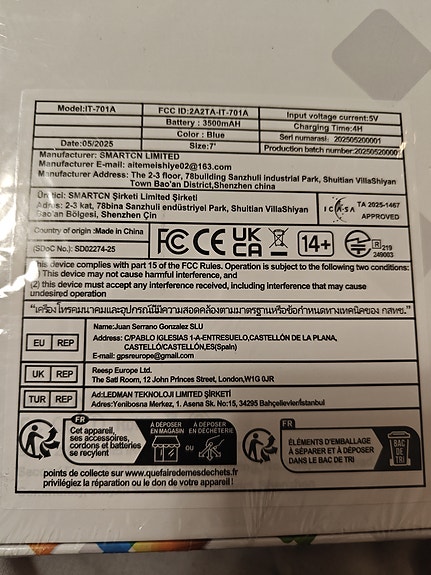 Model:IT-701A
FCC ID:2A2TA-IT-701A
Input voltage current:5V
Battery : 3500mAH
Charging Time:4H
Color : Blue
Seri numarasi: 202505200001
Date:05/2025
Size:7'
Production batch number:202505200001
Manufacturer: SMARTCN LIMITED
Manufacturer E-mail: aitemeishiye02@163.com
Manufacturer Address: The 2-3 floor, 78building Sanzhuli Industrial Park, Shuitian VillaShiyan
Town Bao'an District,Shenzhen china
Üretici: SMARTCN Şirketi Limited Şirketi
Adres: 2-3 kat, 78bina Sanzhuli endüstriyel Park, Shuitian VillaShiyan
Bao'an Bölgesi, Shenzhen Çin
ICASA
TA 2025-1467
APPROVED
Country of origin :Made in China
(SDoC No.): SD02274-25
FC CE UK CA
14+
R 219
249083
This device complies with part 15 of the FCC Rules. Operation is subject to the following two conditions:
This device may not cause harmful interference, and
(2) this device must accept any interference received, including Interference that may cause
undesired operation
"เครื่องโทรคมนาคมและอุปกรณ์นี้มีความสอดคล้องตามมาตรฐานหรือข้อกำหนดทางเทคนิคของ กสทช."
EU REP
Name:Juan Serrano Gonzalez SLU
Address: C/PABLO IGLESIAS 1-A-ENTRESUELO,CASTELLÓN DE LA PLANA,
CASTELLÓ/CASTELLÓN,ES(Spain)
E-mail: gpsreurope@gmail.com
UK REP
Reesp Europe Ltd.
The Sati Room, 12 John Princes Street, London,W1G 0JR
TUR REP
Ad:LEDMAN TEKNOLOJI LIMITED ŞİRKETİ
Adres:Yenibosna Merkez, 1. Asena Sk. No:15, 34295 Bahçelievler/İstanbul
FR
Cet appareil,
ses accessoires,
cordons et batteries
se recyclent
À DÉPOSER
EN MAGASIN
ou
À DÉPOSER
EN DÉCHÈTERIE
points de collecte sur www.quefairedemesdechets.fr
privilégiez la réparation ou le don de votre appareil!
FR
ÉLÉMENTS D'EMBALLAGE
À SÉPARER ET À DÉPOSER
DANS LE BAC DE TRI
BAC
DE
TRI